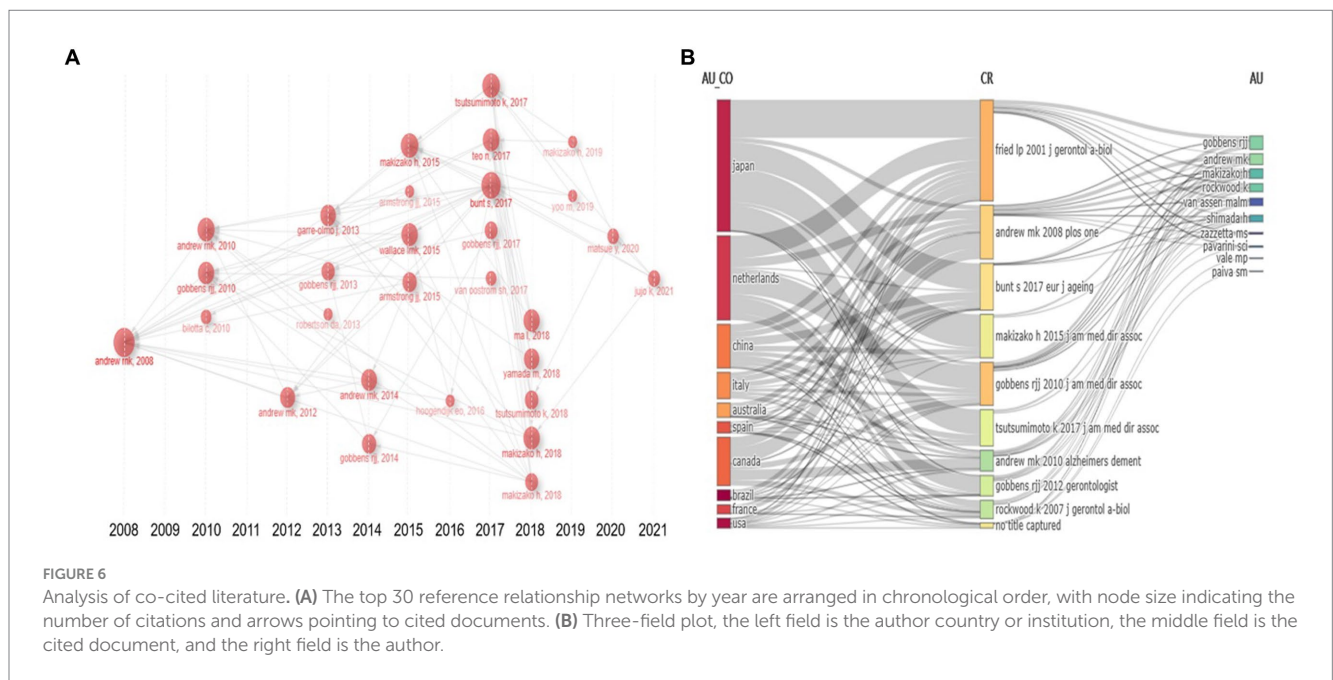 A
tsutsumimoto k, 2017
makizako h, 2015
teo n, 2017
makizako h, 2019
armstrong jj, 2015
bunt s, 2017
yoo m, 2019
andrew mk, 2010
garre-olmo j, 2013
wallace lmk, 2015
gobbens rj, 2017
matsue y, 2020
gobbens rj, 2010
gobbens rj, 2013
armstrong jj, 2015
van oostrom sh, 2017
jujo k, 2021
bilotta c, 2010
robertson da, 2013
ma l, 2018
andrew mk, 2008
yamada m, 2018
andrew mk, 2014
andrew mk, 2012
hoogendijk eo, 2016
tsutsumimoto k, 2018
gobbens rj, 2014
makizako h, 2018
makizako h, 2018
2008 2009 2010 2011 2012 2013 2014 2015 2016 2017 2018 2019 2020 2021
B
AU_CO
CR
AU
japan
netherlands
china
italy
australia
spain
canada
brazil
france
usa
fried lp 2001 j gerontol a-biol
andrew mk 2008 plos one
bunt s 2017 eur j ageing
makizako h 2015 j am med dir assoc
gobbens rjj 2010 j am med dir assoc
tsutsumimoto k 2017 j am med dir assoc
andrew mk 2010 alzheimers dement
gobbens rjj 2012 gerontologist
rockwood k 2007 j gerontol a-biol
no title captured
gobbens rjj
andrew mk
makizako h
rockwood k
van assen malm
shimada h
zazzetta ms
pavarini sci
vale mp
paiva sm
FIGURE 6
Analysis of co-cited literature. (A) The top 30 reference relationship networks by year are arranged in chronological order, with node size indicating the
number of citations and arrows pointing to cited documents. (B) Three-field plot, the left field is the author country or institution, the middle field is the
cited document, and the right field is the author.